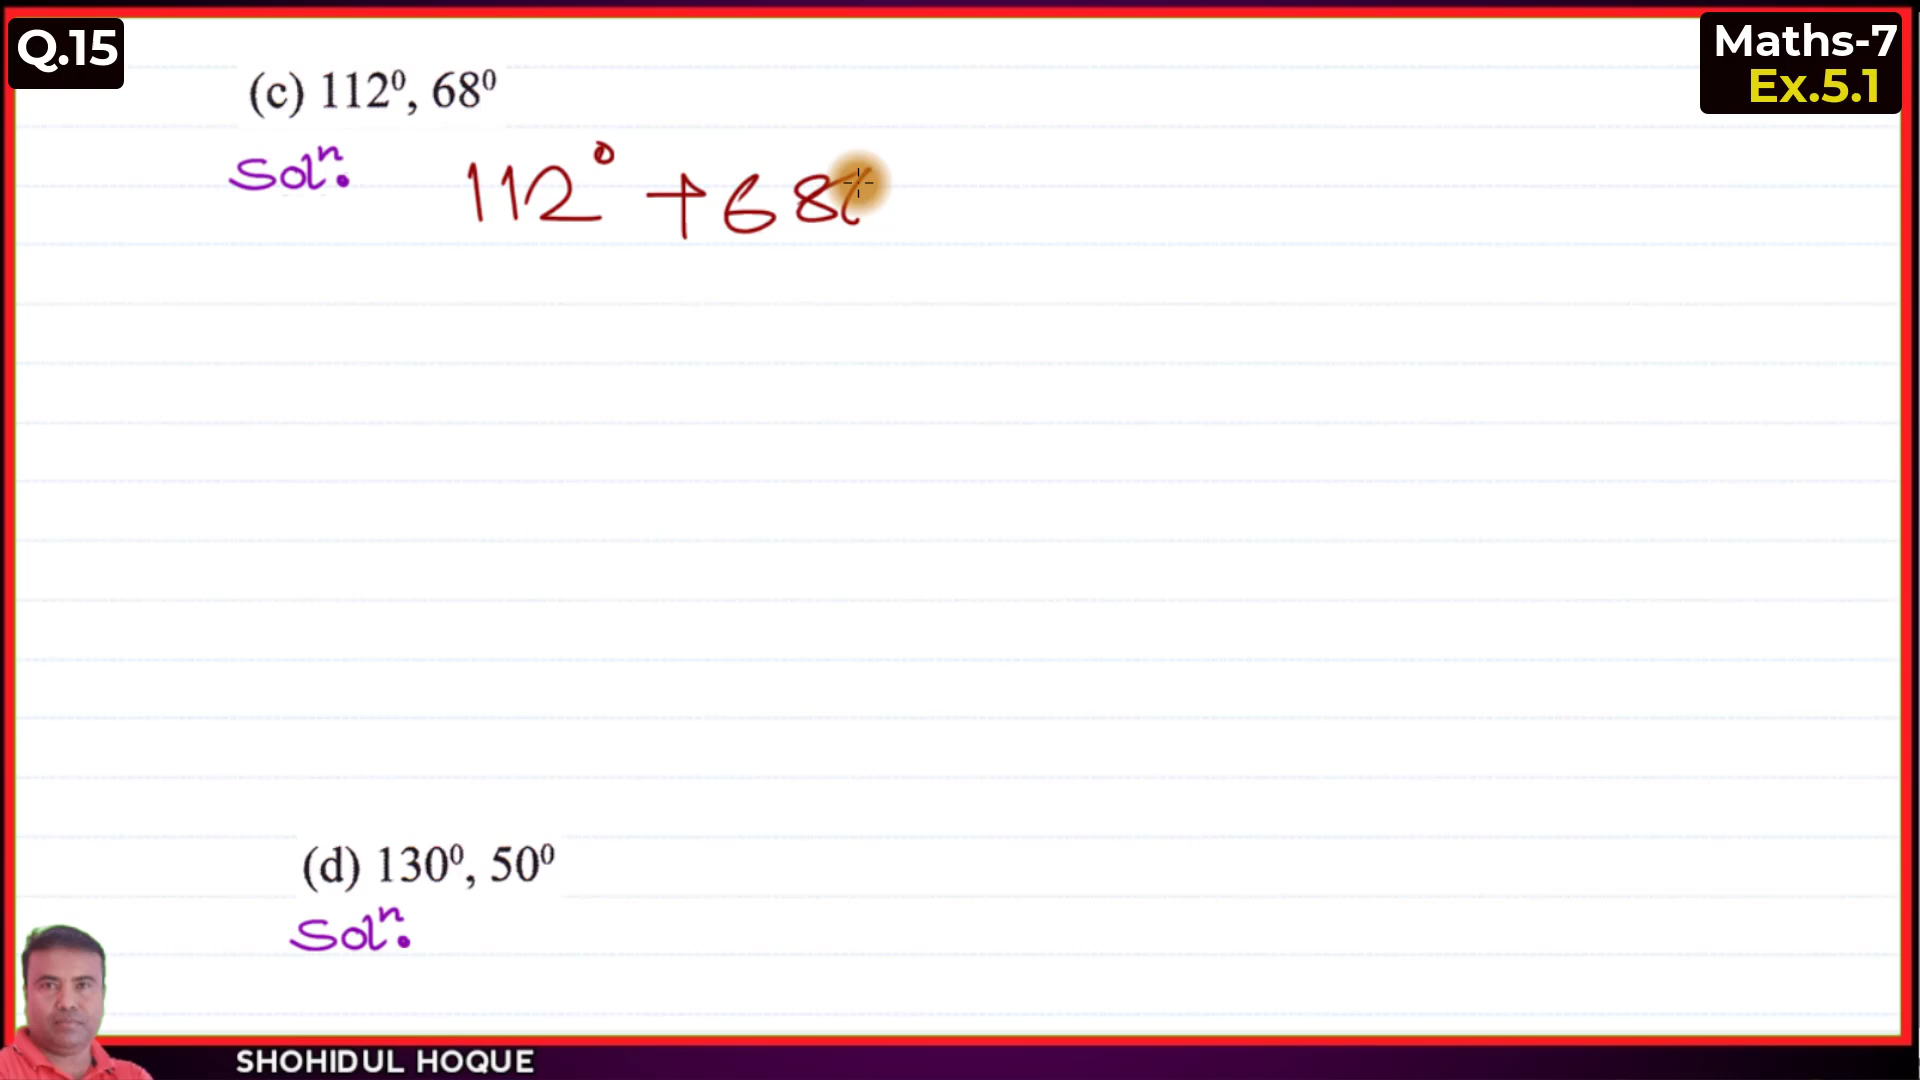 Q.15
Maths-7
Ex.5.1
(c) 112⁰, 68⁰
Solⁿ.
112° + 68
(d) 130⁰, 50⁰
Solⁿ.
SHOHIDUL HOQUE